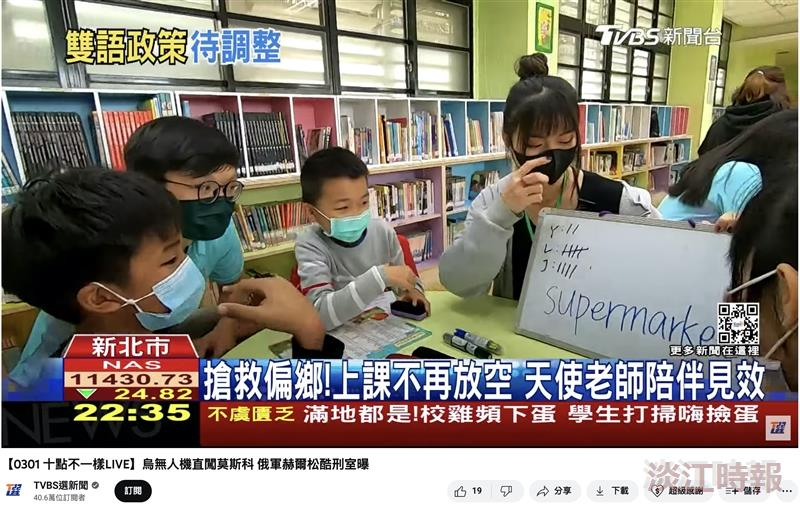 雙語政策待調整
TVBS新聞台
Y: ||
L: ||||
J: ||||
supermarke
更多新聞在這裡
新北市
NAS
11430.73
24.82
22:35
搶救偏鄉!上課不再放空 天使老師陪伴見效
不虞匱乏 滿地都是!校雞頻下蛋 學生打掃嗨撿蛋
NEWS
【0301 十點不一樣LIVE】烏無人機直闖莫斯科 俄軍赫爾松酷刑室曝
TVBS選新聞
40.6萬位訂閱者
訂閱
19
分享
下載
超級感謝
儲存
淡江時報